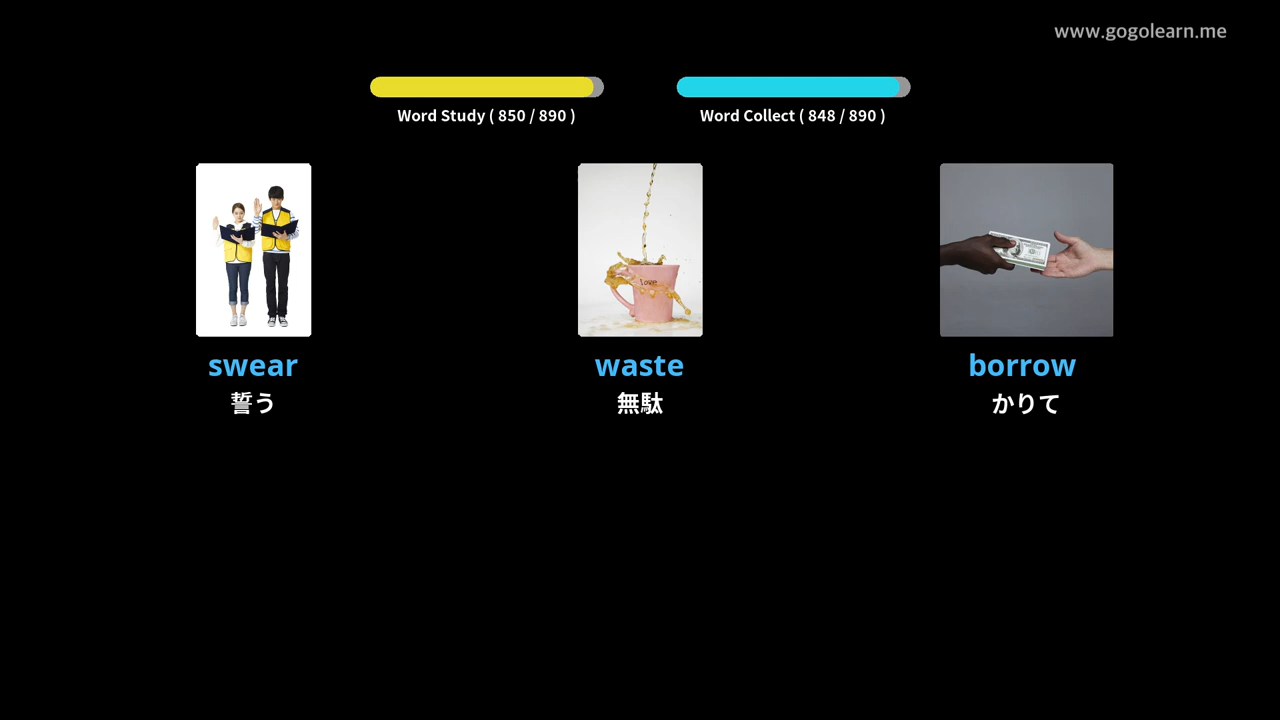 www.gogolearn.me
Word Study ( 850 / 890 )
Word Collect ( 848 / 890 )
love
swear
waste
borrow
誓う
無駄
かりて